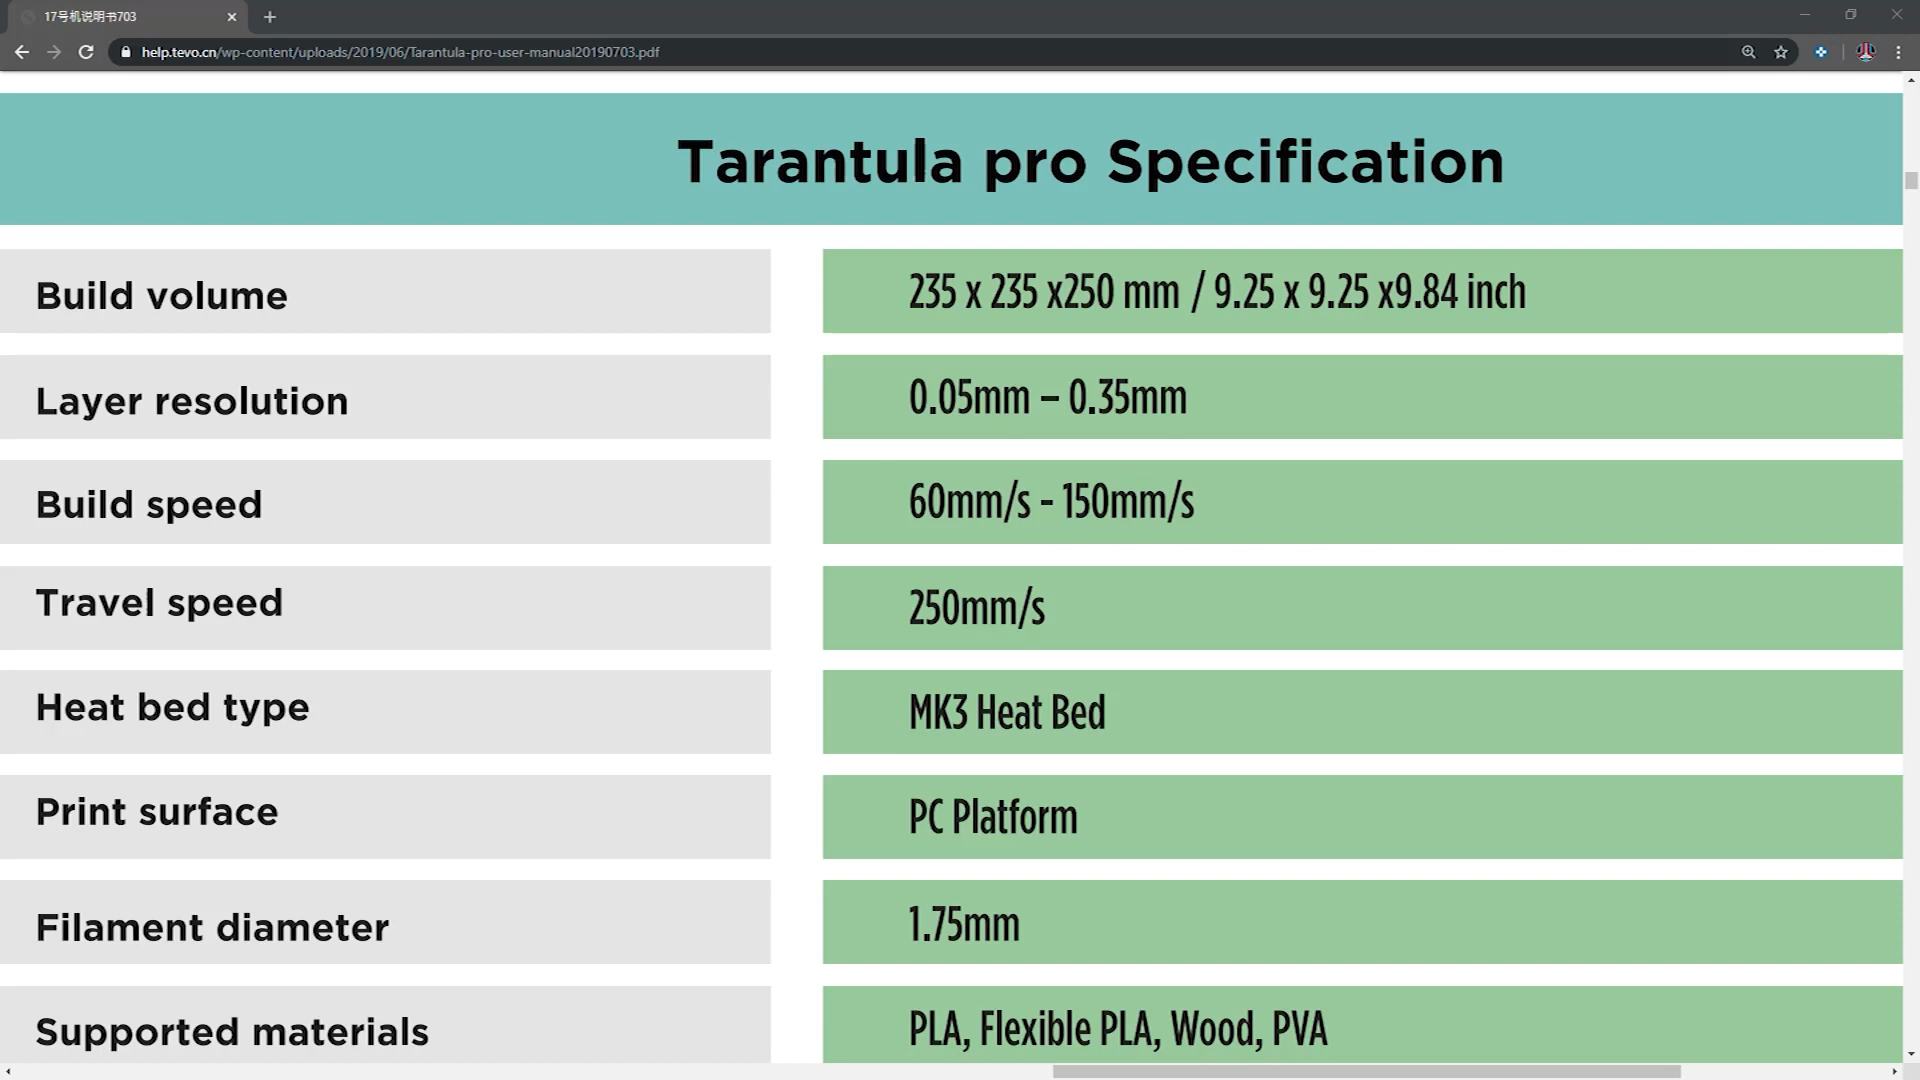 17号机说明书703
help.tevo.cn/wp-content/uploads/2019/06/Tarantula-pro-user-manual20190703.pdf
Tarantula pro Specification
Build volume 235 x 235 x250 mm / 9.25 x 9.25 x9.84 inch
Layer resolution 0.05mm – 0.35mm
Build speed 60mm/s - 150mm/s
Travel speed 250mm/s
Heat bed type MK3 Heat Bed
Print surface PC Platform
Filament diameter 1.75mm
Supported materials PLA, Flexible PLA, Wood, PVA